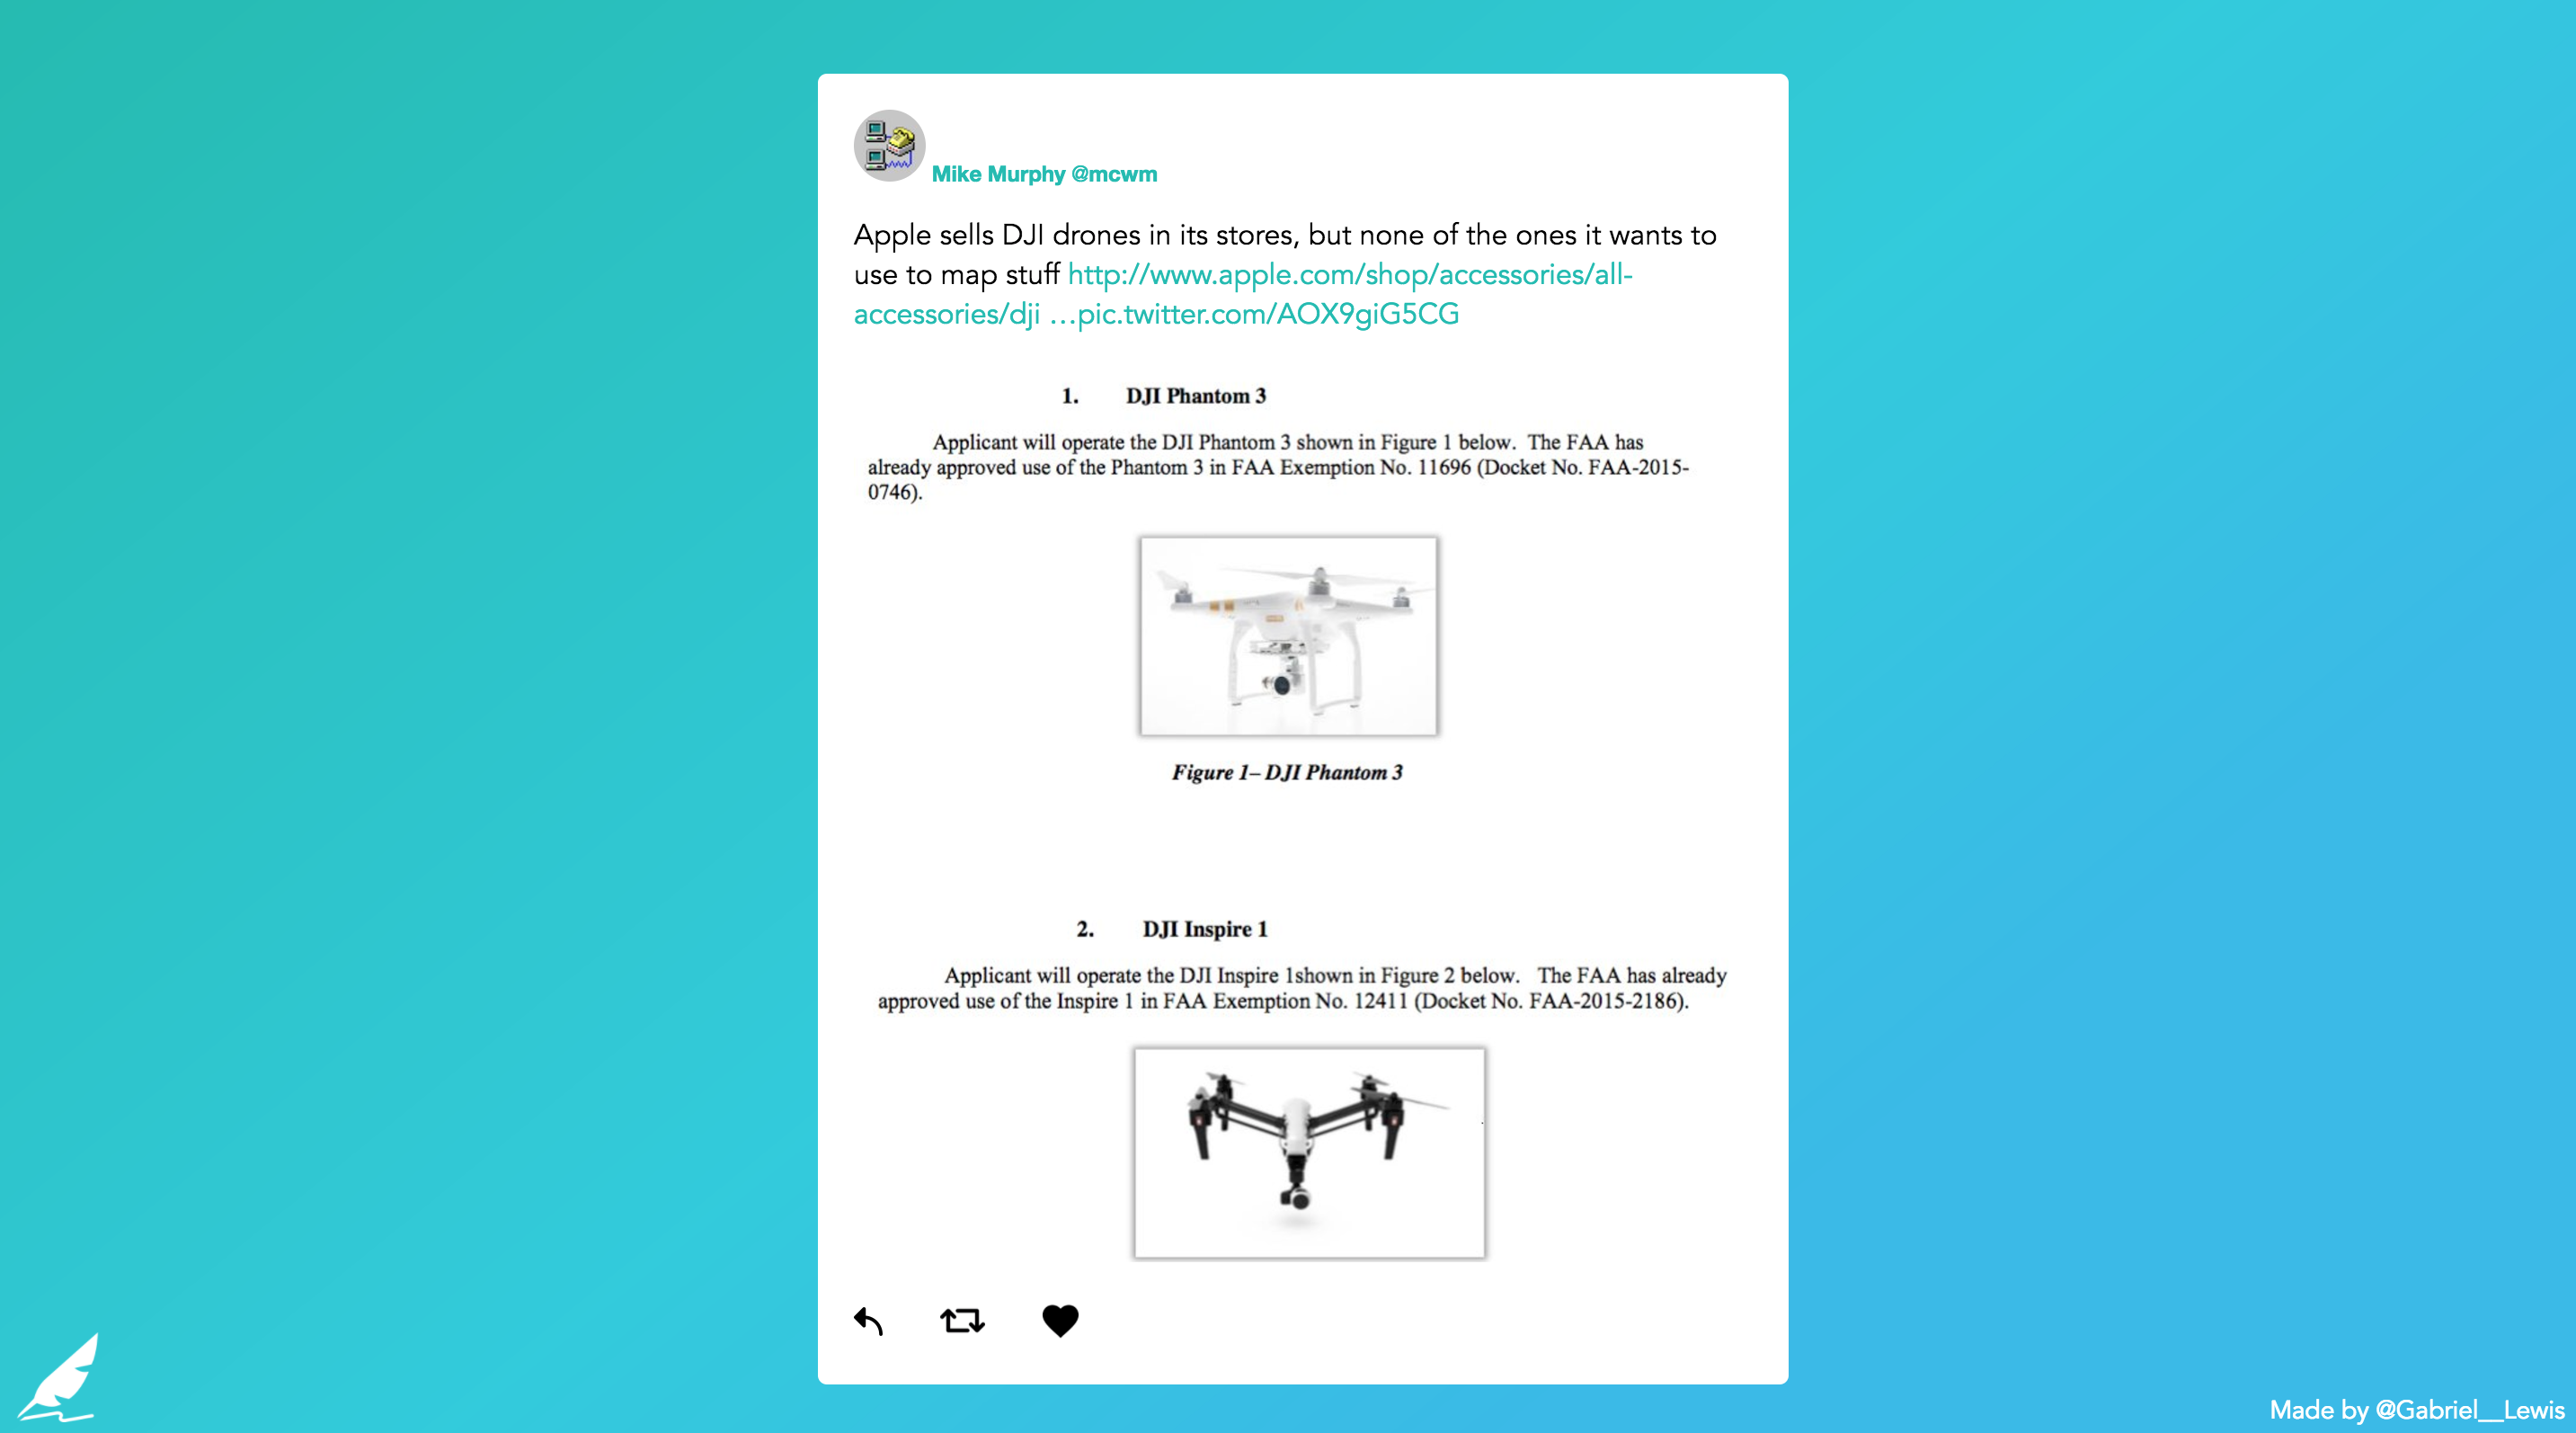 Mike Murphy @mcwm
Apple sells DJI drones in its stores, but none of the ones it wants to
use to map stuff http://www.apple.com/shop/accessories/all-
accessories/dji …pic.twitter.com/AOX9giG5CG
1. DJI Phantom 3
Applicant will operate the DJI Phantom 3 shown in Figure 1 below. The FAA has
already approved use of the Phantom 3 in FAA Exemption No. 11696 (Docket No. FAA-2015-
0746).
Figure 1– DJI Phantom 3
2. DJI Inspire 1
Applicant will operate the DJI Inspire 1shown in Figure 2 below. The FAA has already
approved use of the Inspire 1 in FAA Exemption No. 12411 (Docket No. FAA-2015-2186).
Made by @Gabriel__Lewis